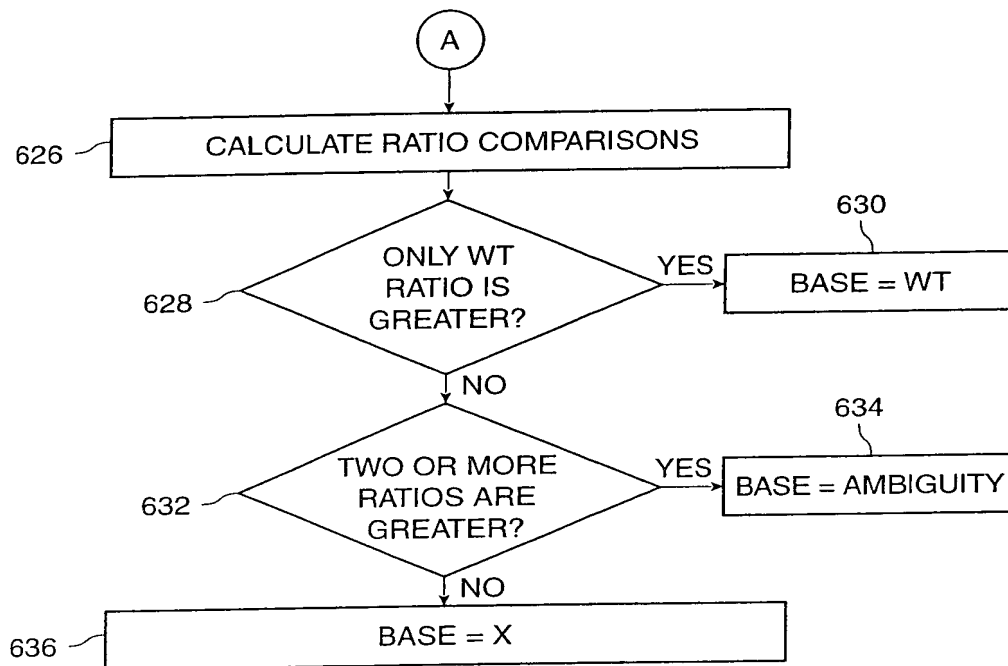 A
626
CALCULATE RATIO COMPARISONS
628
ONLY WT
RATIO IS
GREATER?
YES
630
BASE = WT
NO
632
TWO OR MORE
RATIOS ARE
GREATER?
YES
634
BASE = AMBIGUITY
NO
636
BASE = X